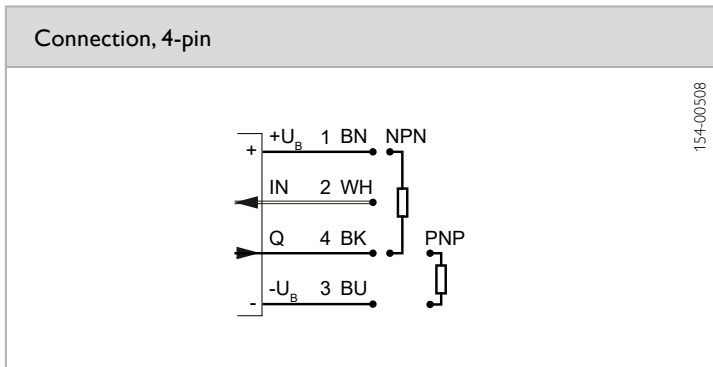 Connection, 4-pin
154-00508
+ +U_B 1 BN NPN
IN 2 WH
Q 4 BK PNP
- -U_B 3 BU